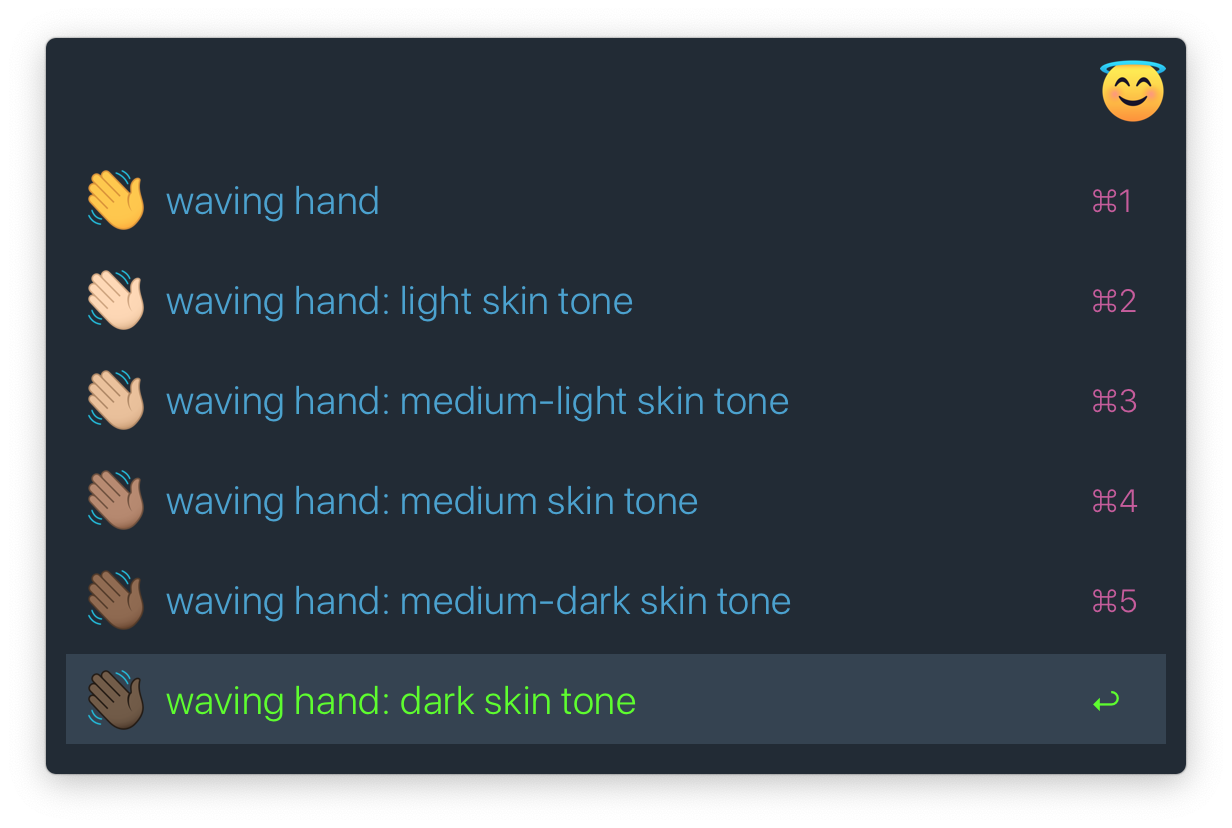 waving hand ⌘1
waving hand: light skin tone ⌘2
waving hand: medium-light skin tone ⌘3
waving hand: medium skin tone ⌘4
waving hand: medium-dark skin tone ⌘5
waving hand: dark skin tone ↩